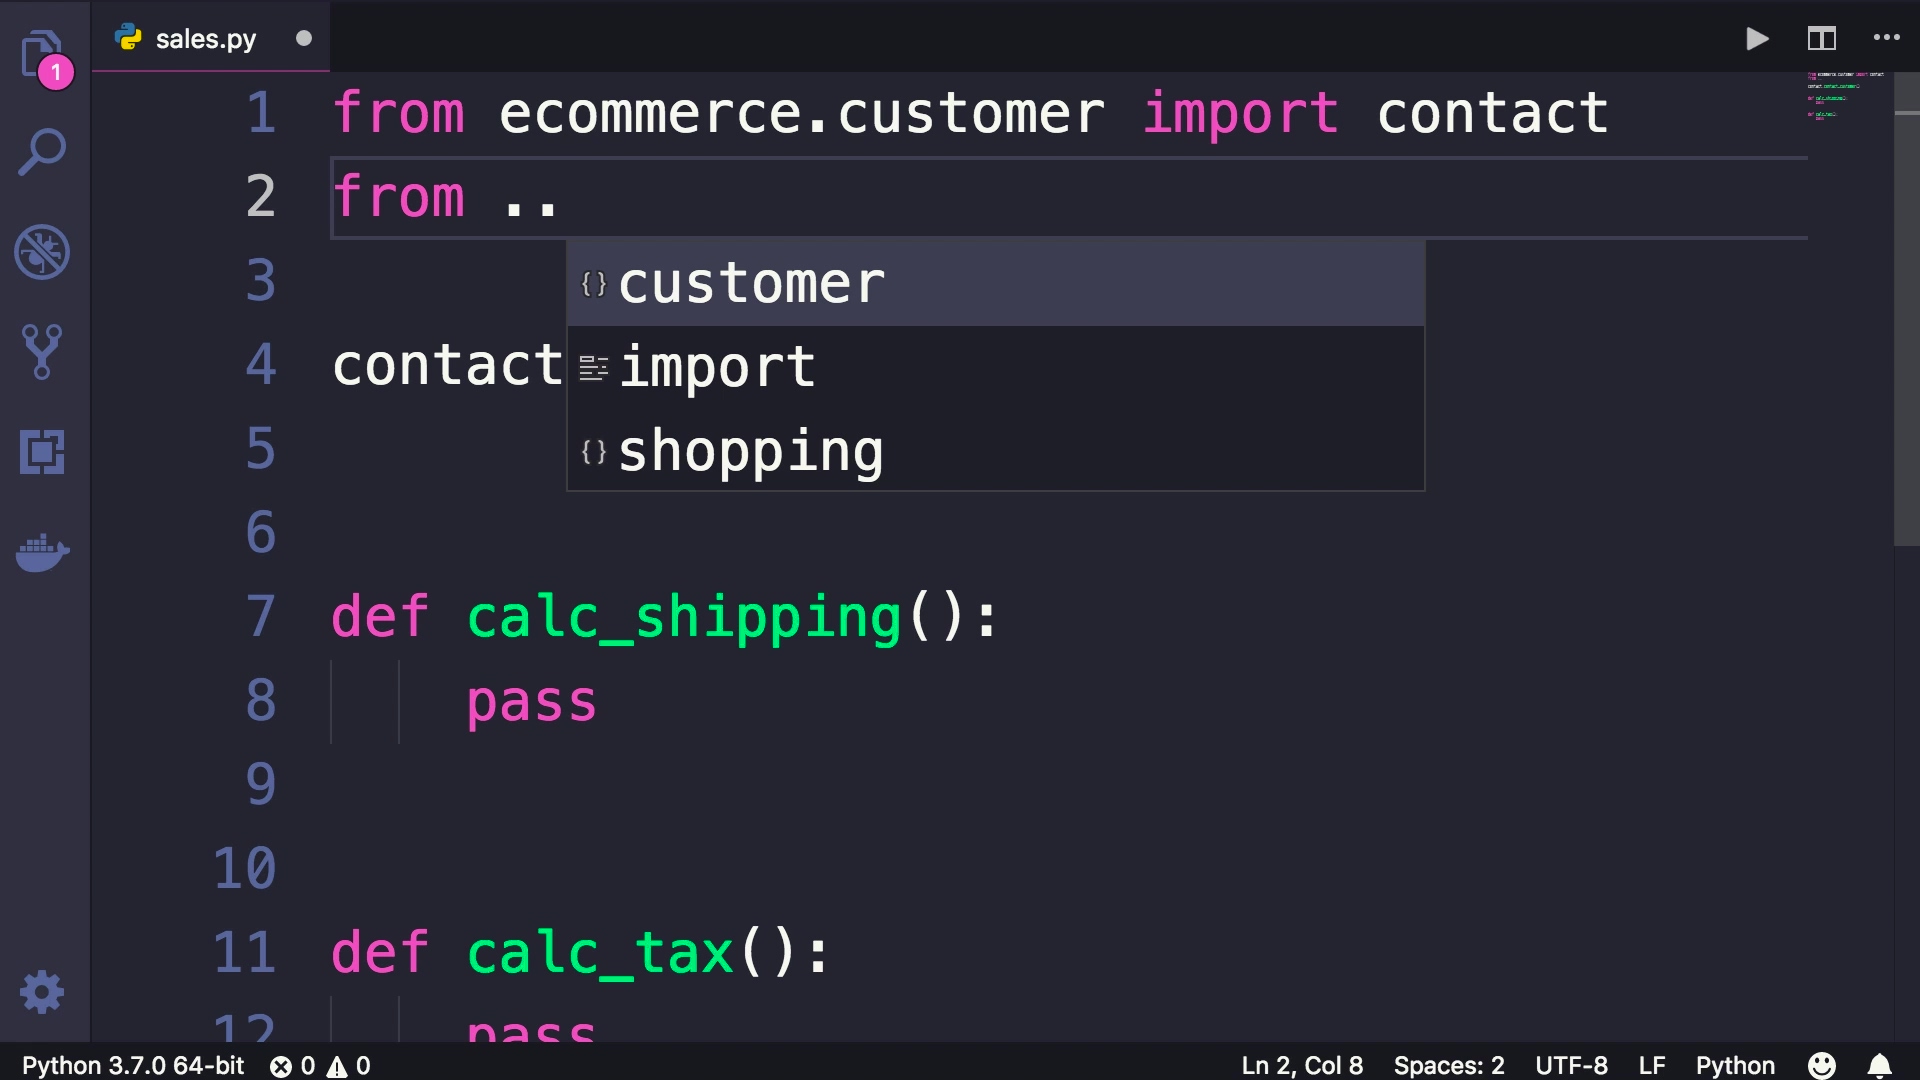 sales.py
1
1 from ecommerce.customer import contact
2 from ..
customer
3
import
4 contact
shopping
5
6
7 def calc_shipping():
8 pass
9
10
11 def calc_tax():
12 pass
Python 3.7.0 64-bit 0 0 Ln 2, Col 8 Spaces: 2 UTF-8 LF Python